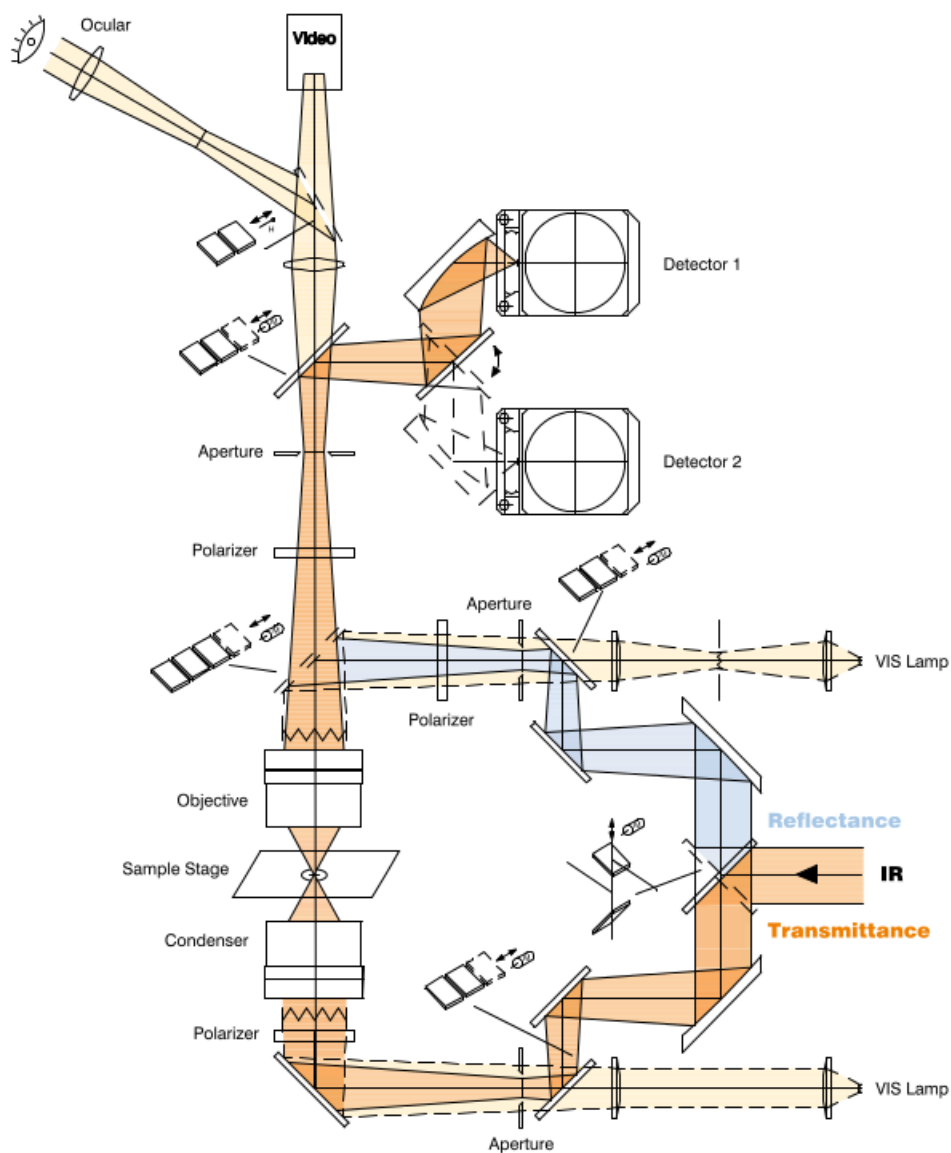 Ocular
Video
Detector 1
Aperture
Detector 2
Polarizer
Aperture
VIS Lamp
Polarizer
Objective
Reflectance
Sample Stage
IR
Condenser
Transmittance
Polarizer
VIS Lamp
Aperture